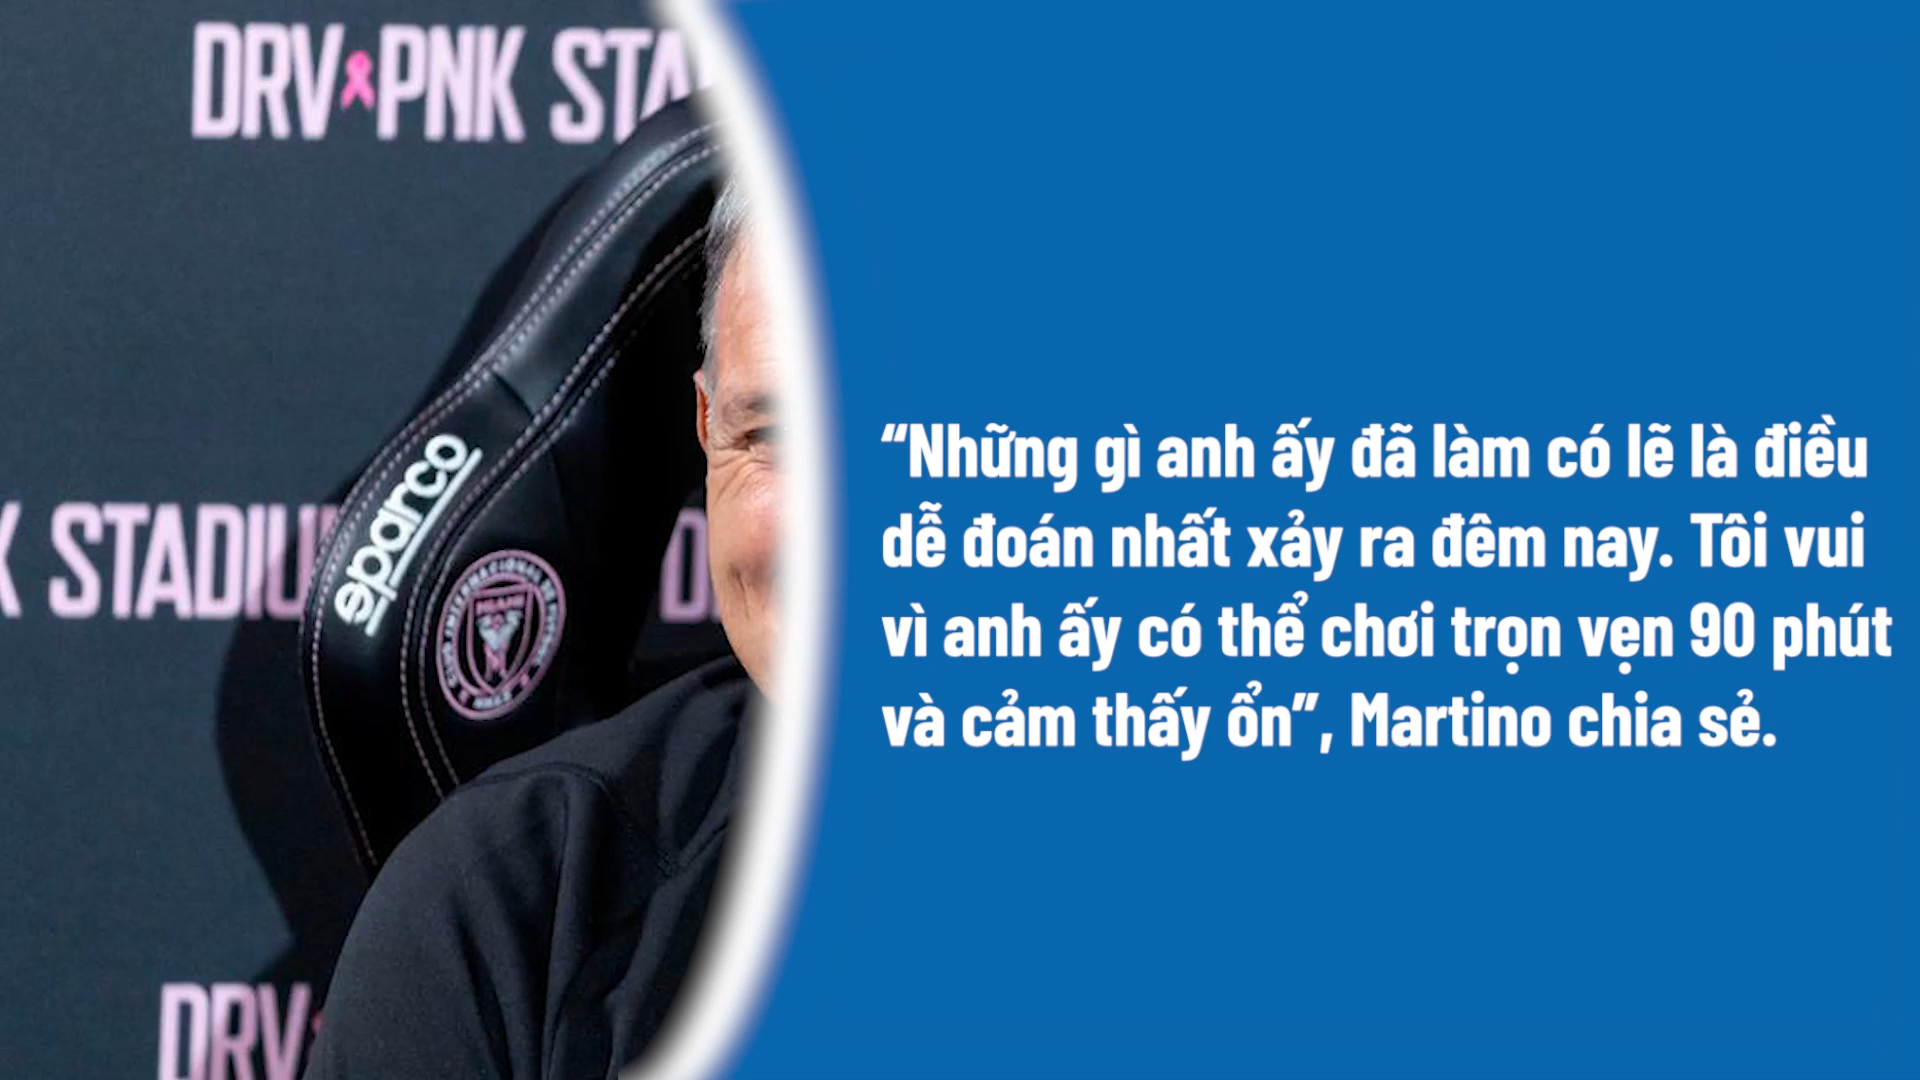 DRV PNK STA
sparco
K STADIU
MIAMI
DRV
“Những gì anh ấy đã làm có lẽ là điều
dễ đoán nhất xảy ra đêm nay. Tôi vui
vì anh ấy có thể chơi trọn vẹn 90 phút
và cảm thấy ổn”, Martino chia sẻ.